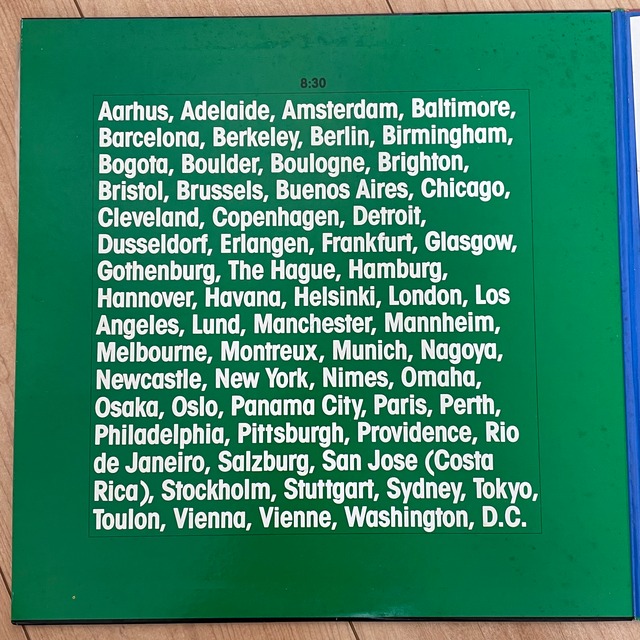 8:30
Aarhus, Adelaide, Amsterdam, Baltimore,
Barcelona, Berkeley, Berlin, Birmingham,
Bogota, Boulder, Boulogne, Brighton,
Bristol, Brussels, Buenos Aires, Chicago,
Cleveland, Copenhagen, Detroit,
Dusseldorf, Erlangen, Frankfurt, Glasgow,
Gothenburg, The Hague, Hamburg,
Hannover, Havana, Helsinki, London, Los
Angeles, Lund, Manchester, Mannheim,
Melbourne, Montreux, Munich, Nagoya,
Newcastle, New York, Nimes, Omaha,
Osaka, Oslo, Panama City, Paris, Perth,
Philadelphia, Pittsburgh, Providence, Rio
de Janeiro, Salzburg, San Jose (Costa
Rica), Stockholm, Stuttgart, Sydney, Tokyo,
Toulon, Vienna, Vienne, Washington, D.C.